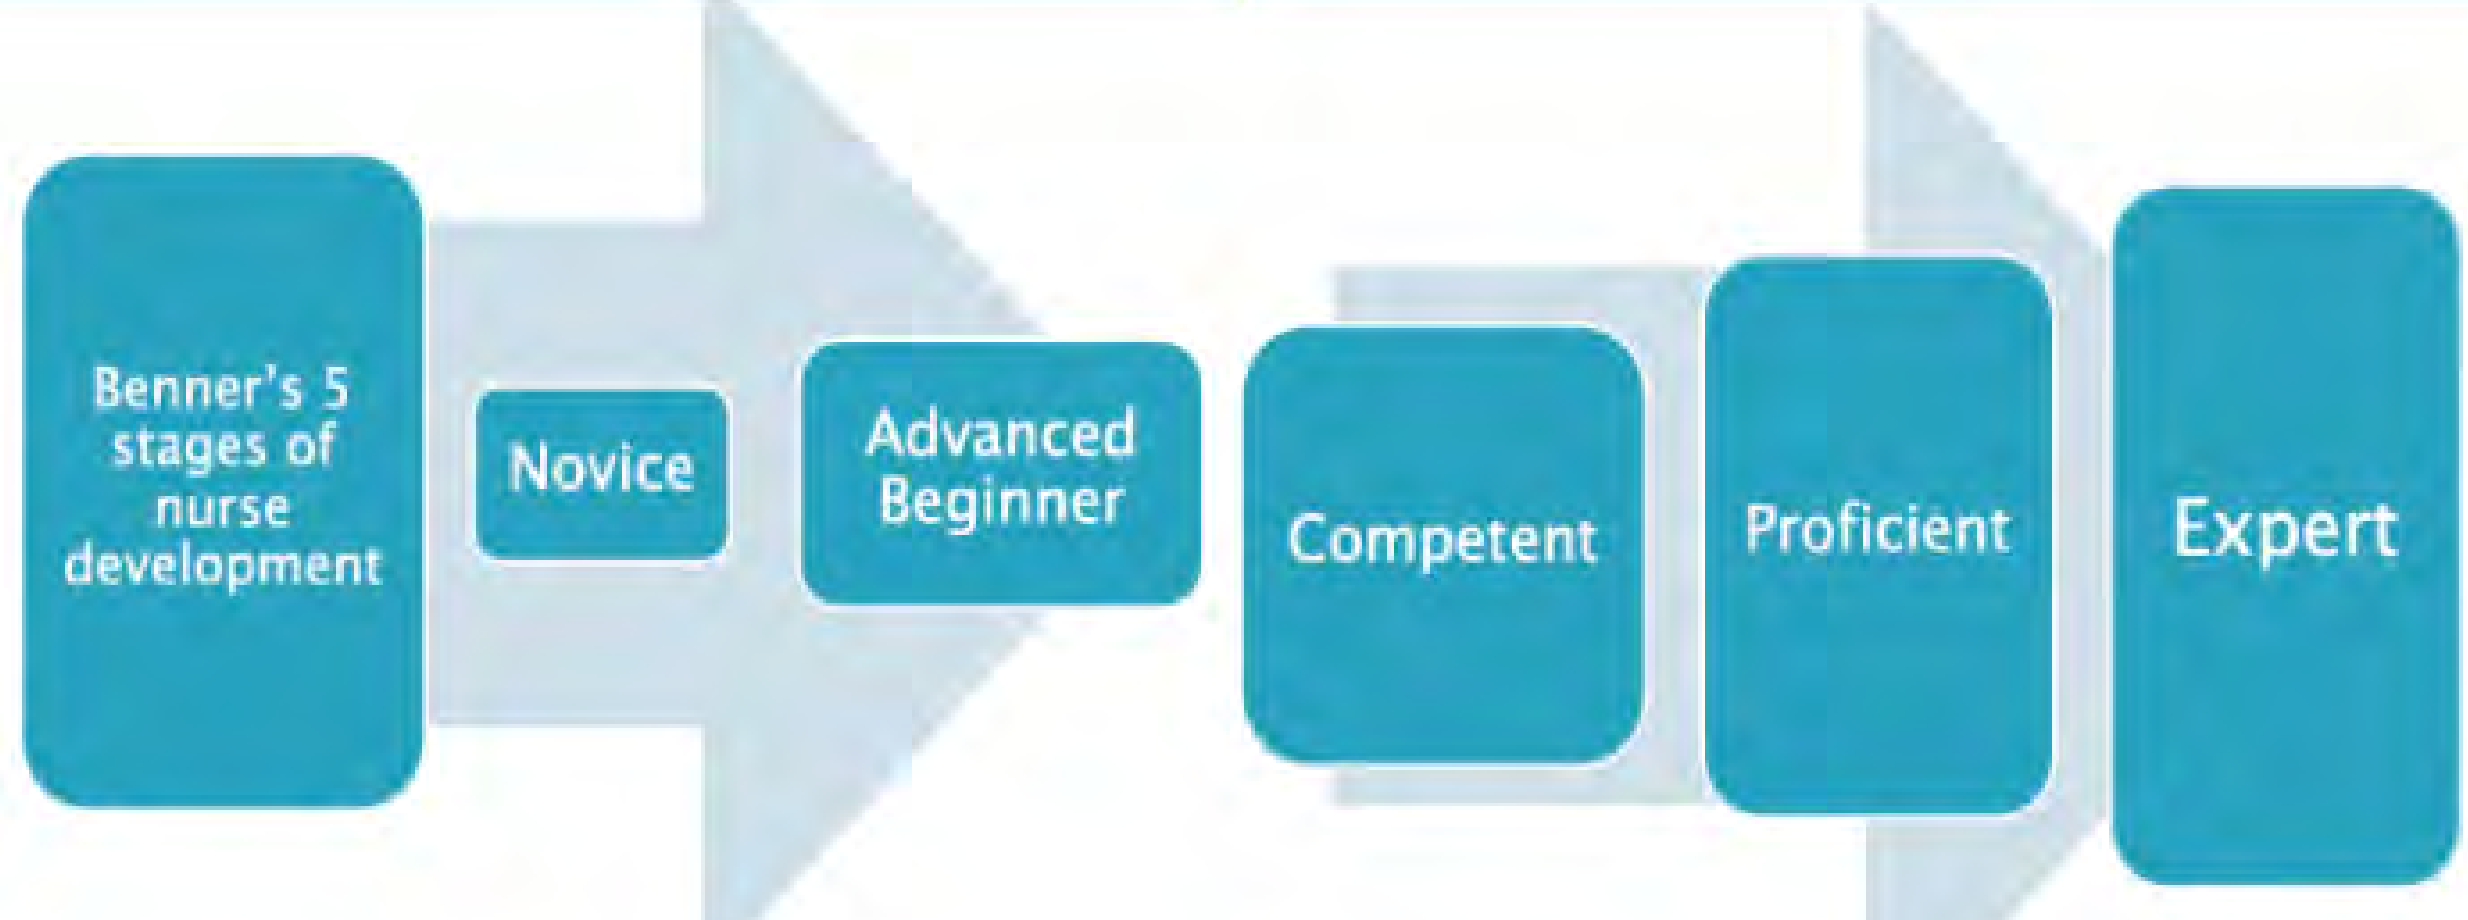 Benner's 5
stages of
nurse
development
Novice
Advanced
Beginner
Competent
Proficient
Expert